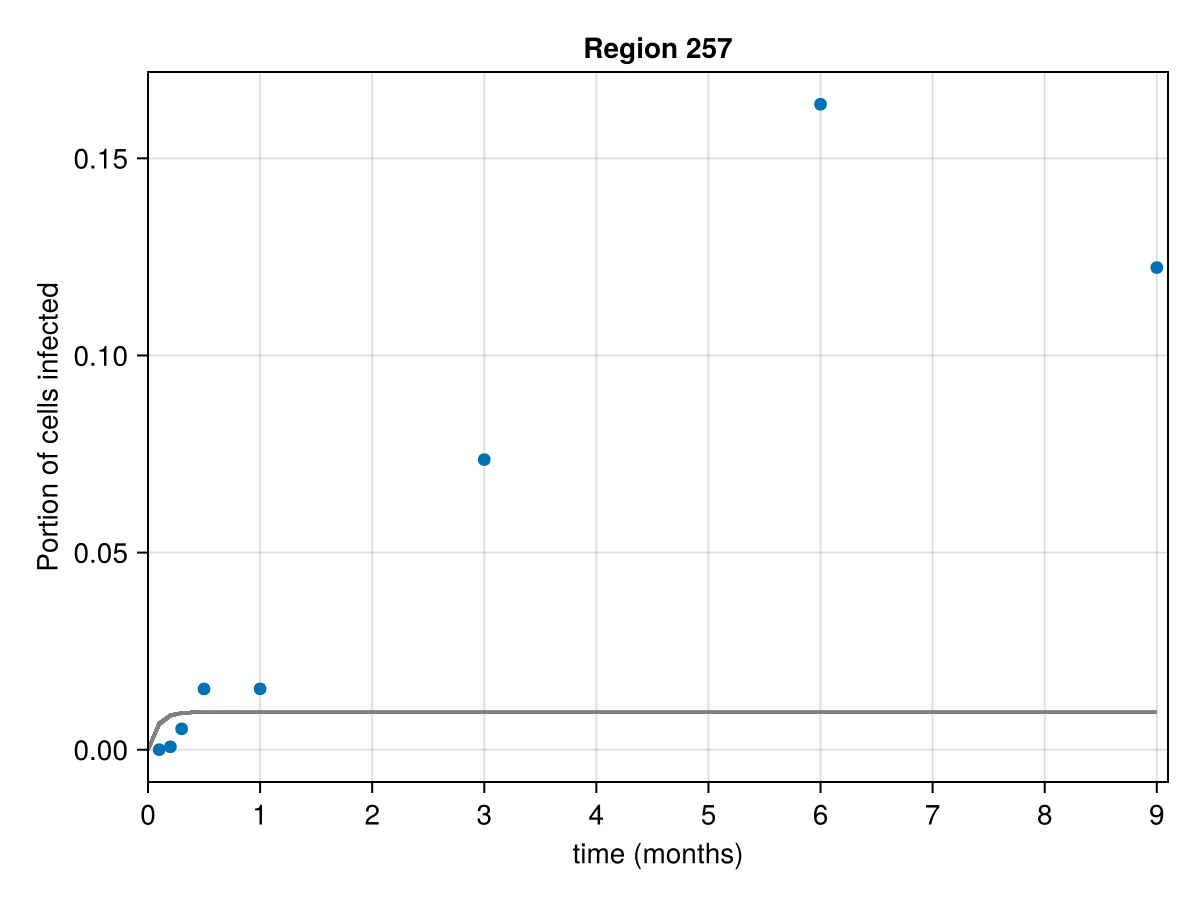 Region 257
Portion of cells infected
0.15
0.10
0.05
0.00
0 1 2 3 4 5 6 7 8 9
time (months)